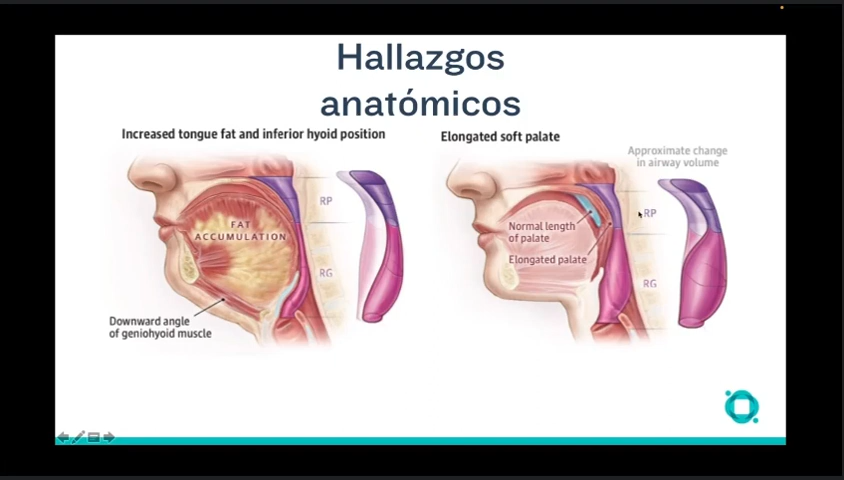 Hallazgos
anatómicos
Increased tongue fat and inferior hyoid position
FAT
ACCUMULATION
RP
RG
Downward angle
of geniohyoid muscle
Elongated soft palate
Approximate change
in airway volume
Normal length
of palate
Elongated palate
RP
RG